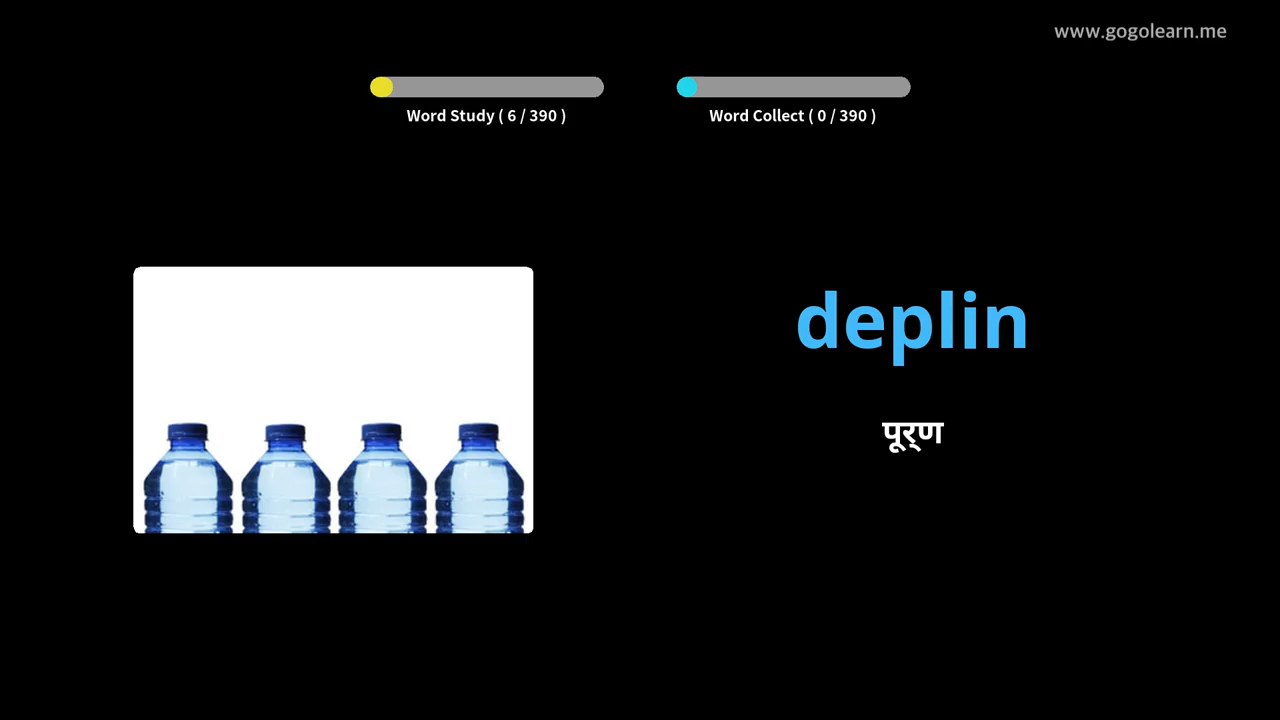 www.gogolearn.me
Word Study ( 6 / 390 )
Word Collect ( 0 / 390 )
deplin
पूर्ण